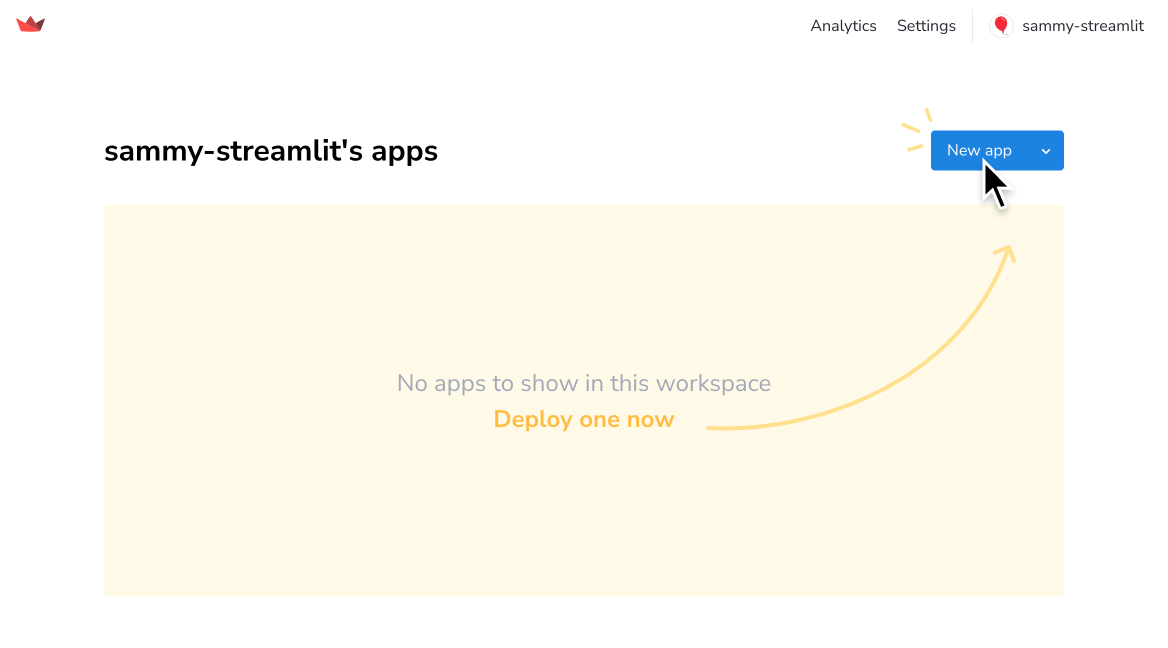 Analytics Settings sammy-streamlit
sammy-streamlit's apps
New app
No apps to show in this workspace
Deploy one now